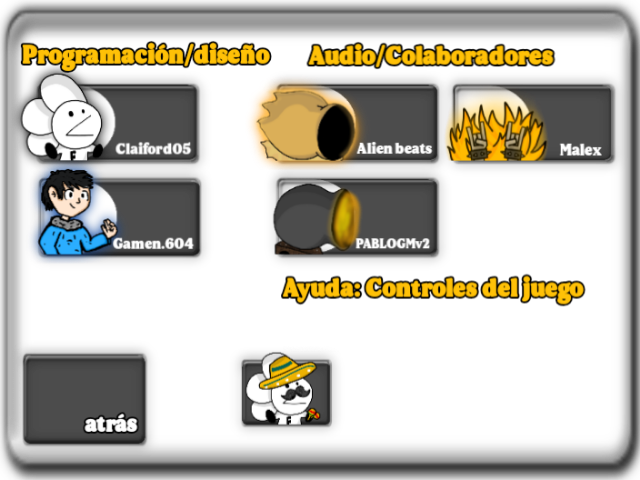 Programación/diseño
Audio/Colaboradores
Claiford05
Alien beats
Malex
Gamen.604
PABLOGMv2
Ayuda: Controles del juego
atrás